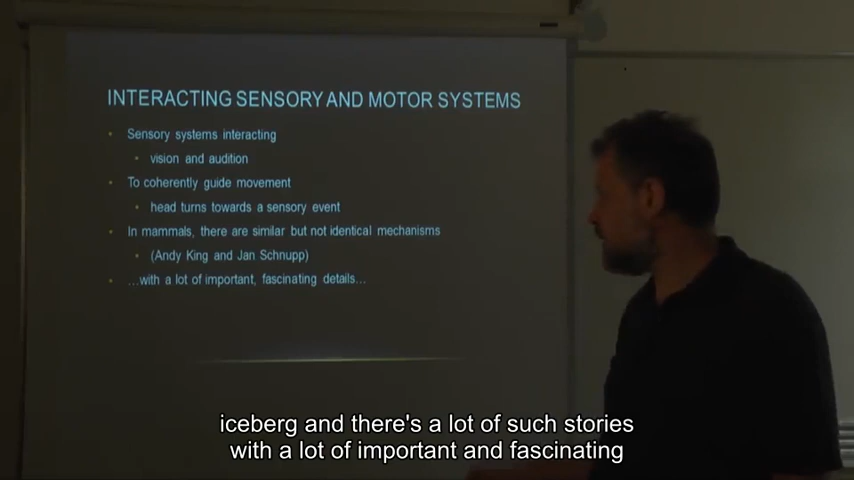 INTERACTING SENSORY AND MOTOR SYSTEMS
• Sensory systems interacting
• vision and audition
• To coherently guide movement
• head turns towards a sensory event
• In mammals, there are similar but not identical mechanisms
• (Andy King and Jan Schnupp)
• ...with a lot of important, fascinating details...
iceberg and there's a lot of such stories
with a lot of important and fascinating